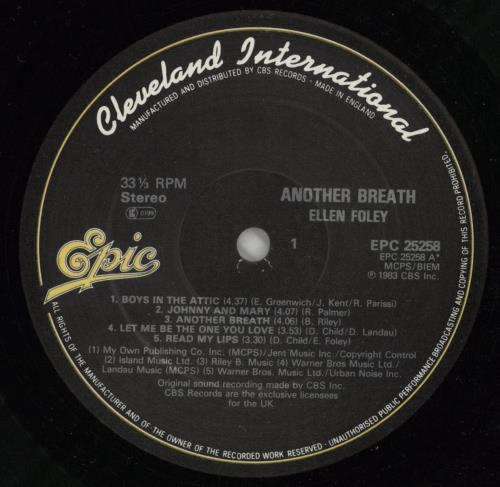 Cleveland International
MANUFACTURED AND DISTRIBUTED BY CBS RECORDS - MADE IN ENGLAND
33⅓ RPM
Stereo
LC 0199
ANOTHER BREATH
ELLEN FOLEY
1
EPC 25258
EPC 25258 A*
MCPS/BIEM
℗ 1983 CBS Inc.
Epic
1. BOYS IN THE ATTIC (4.37) (E. Greenwich/J. Kent/R. Parissi)
2. JOHNNY AND MARY (4.07) (R. Palmer)
3. ANOTHER BREATH (4.06) (B. Riley)
4. LET ME BE THE ONE YOU LOVE (3.53) (D. Child/D. Landau)
5. READ MY LIPS (3.30) (D. Child/E. Foley)
(1) My Own Publishing Co. Inc. (MCPS)/Jent Music Inc./Copyright Control
(2) Island Music Ltd. (3) Riley B. Music (4) Warner Bros Music Ltd./
Landau Music (MCPS) (5) Warner Bros. Music Ltd./Urban Noise Inc.
Original sound recording made by CBS Inc.
CBS Records are the exclusive licensees
for the UK
ALL RIGHTS OF THE MANUFACTURER AND OF THE OWNER OF THE RECORDED WORK RESERVED - UNAUTHORISED PUBLIC PERFORMANCE BROADCASTING AND COPYING OF THIS RECORD PROHIBITED.